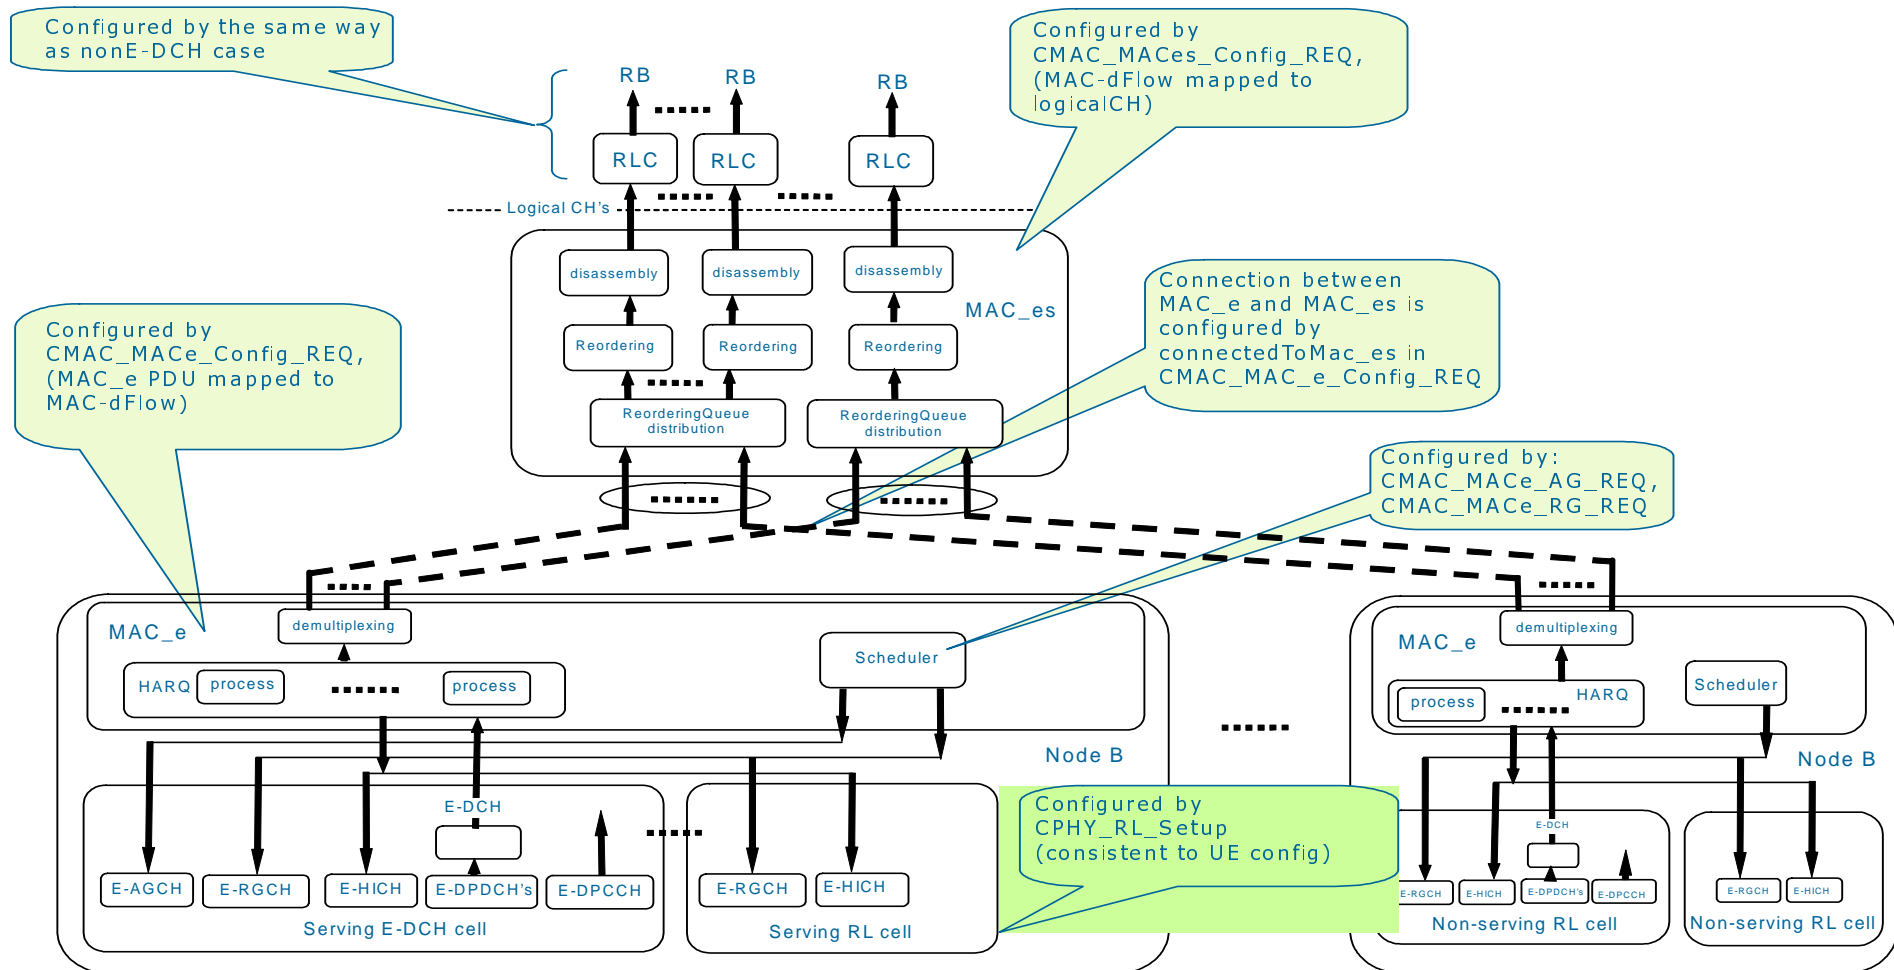 Configured by the same way
as nonE-DCH case
Configured by
CMAC_MACes_Config_REQ,
(MAC-dFlow mapped to
logicalCH)
RB
RB
RB
RLC
RLC
RLC
Logical CH's
disassembly
disassembly
disassembly
MAC_es
Reordering
Reordering
Reordering
ReorderingQueue
distribution
ReorderingQueue
distribution
Connection between
MAC_e and MAC_es is
configured by
connectedToMac_es in
CMAC_MAC_e_Config_REQ
Configured by
CMAC_MACe_Config_REQ,
(MAC_e PDU mapped to
MAC-dFlow)
Configured by:
CMAC_MACe_AG_REQ,
CMAC_MACe_RG_REQ
MAC_e
demultiplexing
Scheduler
HARQ
process
process
Node B
E-DCH
E-AGCH
E-RGCH
E-HICH
E-DPDCH's
E-DPCCH
Serving E-DCH cell
E-RGCH
E-HICH
Serving RL cell
Configured by
CPHY_RL_Setup
(consistent to UE config)
MAC_e
demultiplexing
Scheduler
process
HARQ
Node B
E-DCH
E-RGCH
E-HICH
E-DPDCH's
E-DPCCH
Non-serving RL cell
E-RGCH
E-HICH
Non-serving RL cell